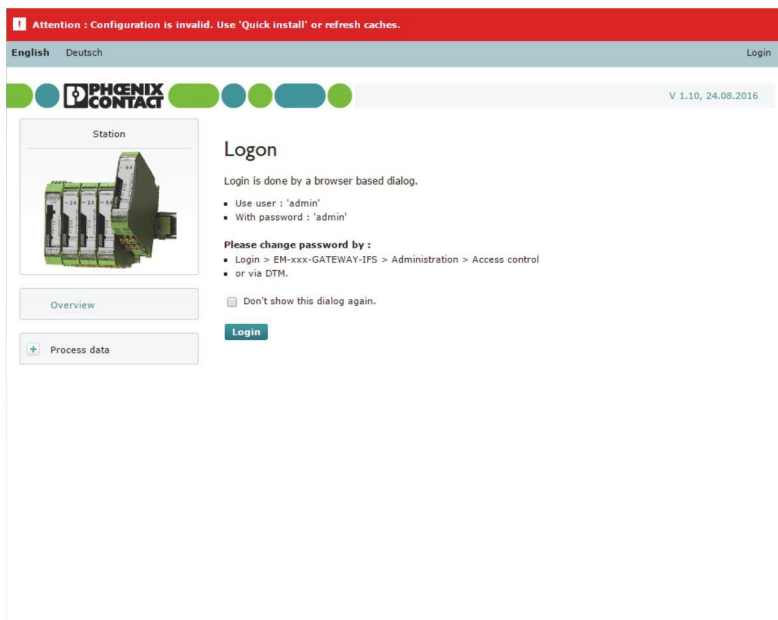 ! Attention : Configuration is invalid. Use 'Quick install' or refresh caches.
English Deutsch Login
PHŒNIX
CONTACT
V 1.10, 24.08.2016
Station
Logon
Login is done by a browser based dialog.
Use user : 'admin'
With password : 'admin'
Please change password by :
Login > EM-xxx-GATEWAY-IFS > Administration > Access control
or via DTM.
Overview
Don't show this dialog again.
Login
+ Process data